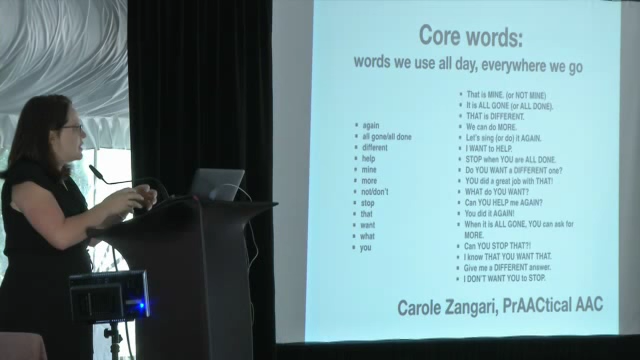 Core words:
words we use all day, everywhere we go
again
all gone/all done
different
help
mine
more
not/don't
stop
that
want
what
you
That is MINE. (or NOT MINE)
It is ALL GONE (or ALL DONE).
THAT is DIFFERENT.
We can do MORE.
Let's sing (or do) it AGAIN.
I WANT to HELP.
STOP when YOU are ALL DONE.
Do YOU WANT a DIFFERENT one?
YOU did a great job with THAT!
WHAT do YOU WANT?
Can YOU HELP me AGAIN?
You did it AGAIN!
When it is ALL GONE, YOU can ask for
MORE.
Can YOU STOP THAT?!
I know THAT YOU WANT THAT.
Give me a DIFFERENT answer.
I DON'T WANT YOU to STOP.
Carole Zangari, PrAACtical AAC